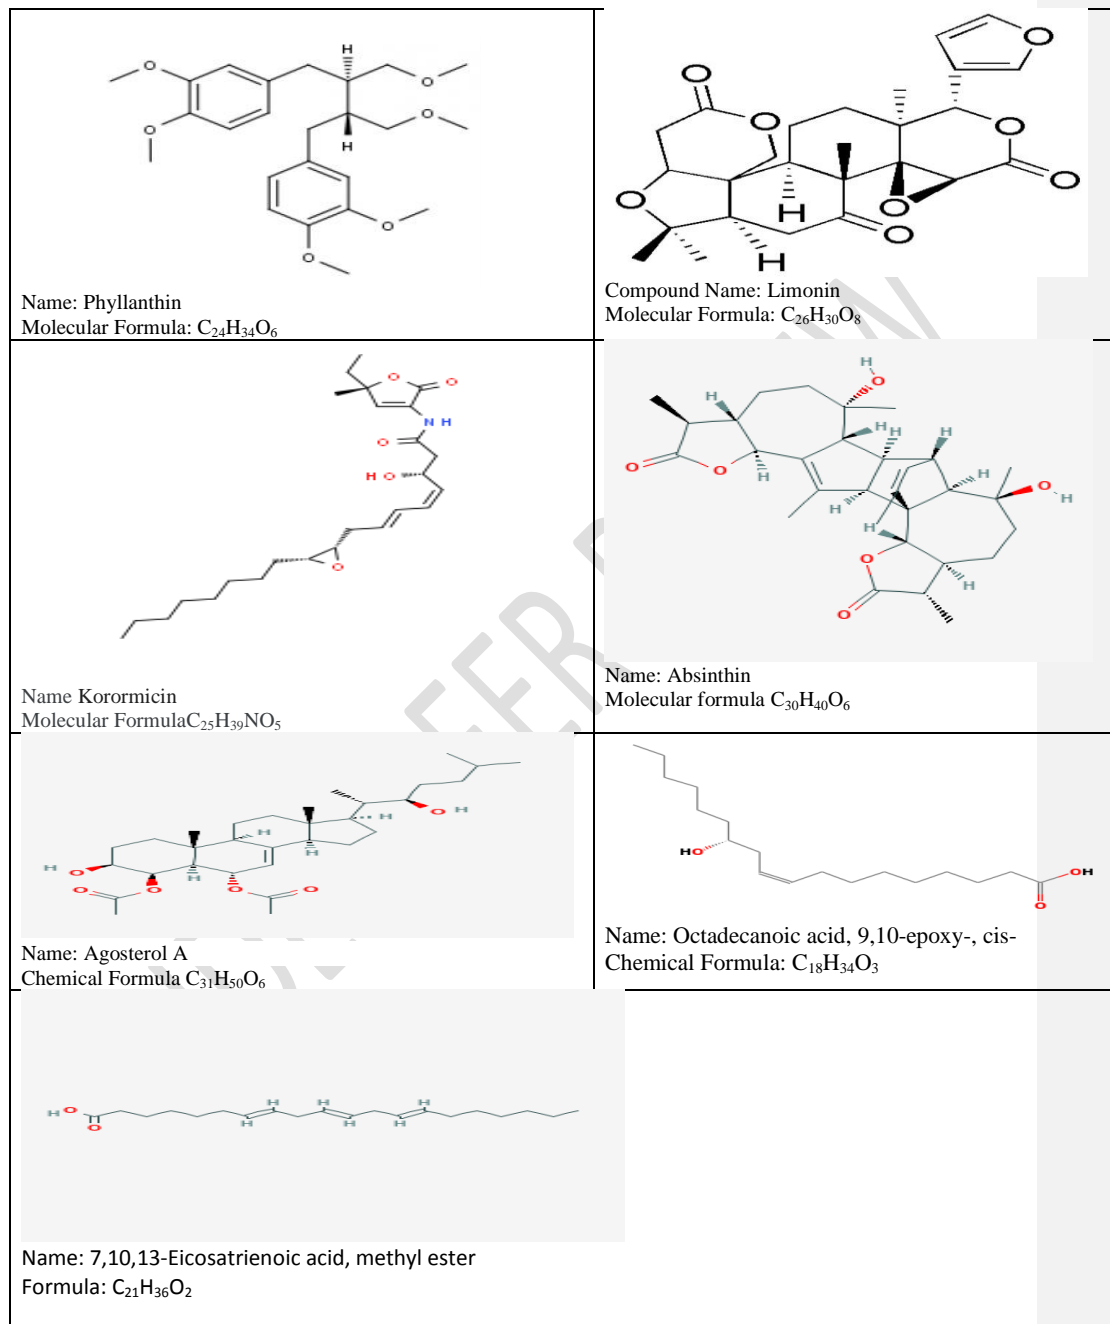 Name: Phyllanthin
Molecular Formula: C₂₄H₃₄O₆
Compound Name: Limonin
Molecular Formula: C₂₆H₃₀O₈
Name Korormicin
Molecular FormulaC₂₅H₃₉NO₅
Name: Absinthin
Molecular formula C₃₀H₄₀O₆
Name: Agosterol A
Chemical Formula C₃₁H₅₀O₆
Name: Octadecanoic acid, 9,10-epoxy-, cis-
Chemical Formula: C₁₈H₃₄O₃
Name: 7,10,13-Eicosatrienoic acid, methyl ester
Formula: C₂₁H₃₆O₂